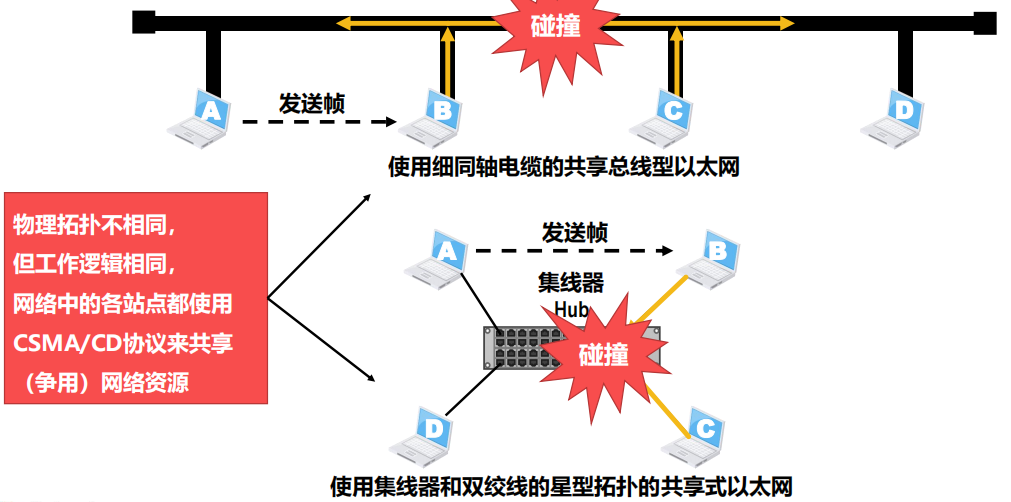 碰撞
A
发送帧
B
C
D
使用细同轴电缆的共享总线型以太网
物理拓扑不相同，
但工作逻辑相同，
网络中的各站点都使用
CSMA/CD协议来共享
（争用）网络资源
发送帧
A
B
集线器
Hub
碰撞
D
C
使用集线器和双绞线的星型拓扑的共享式以太网